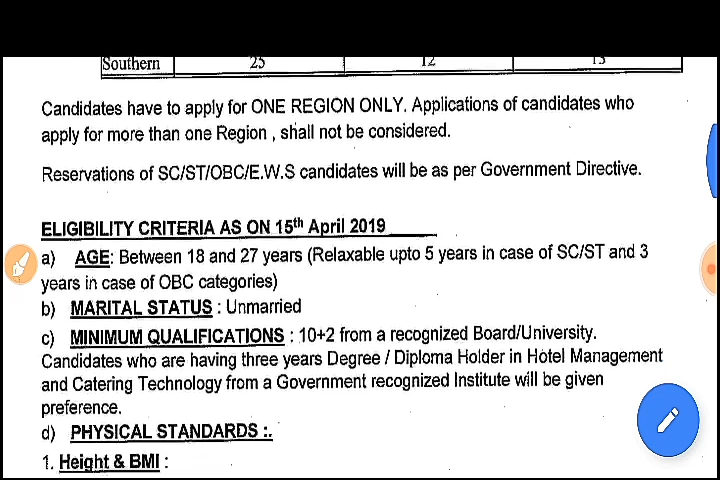 Southern 25 12 13
Candidates have to apply for ONE REGION ONLY. Applications of candidates who
apply for more than one Region , shall not be considered.
Reservations of SC/ST/OBC/E.W.S candidates will be as per Government Directive.
ELIGIBILITY CRITERIA AS ON 15th April 2019
a) AGE: Between 18 and 27 years (Relaxable upto 5 years in case of SC/ST and 3
years in case of OBC categories)
b) MARITAL STATUS : Unmarried
c) MINIMUM QUALIFICATIONS : 10+2 from a recognized Board/University.
Candidates who are having three years Degree / Diploma Holder in Hotel Management
and Catering Technology from a Government recognized Institute will be given
preference.
d) PHYSICAL STANDARDS :.
1. Height & BMI :